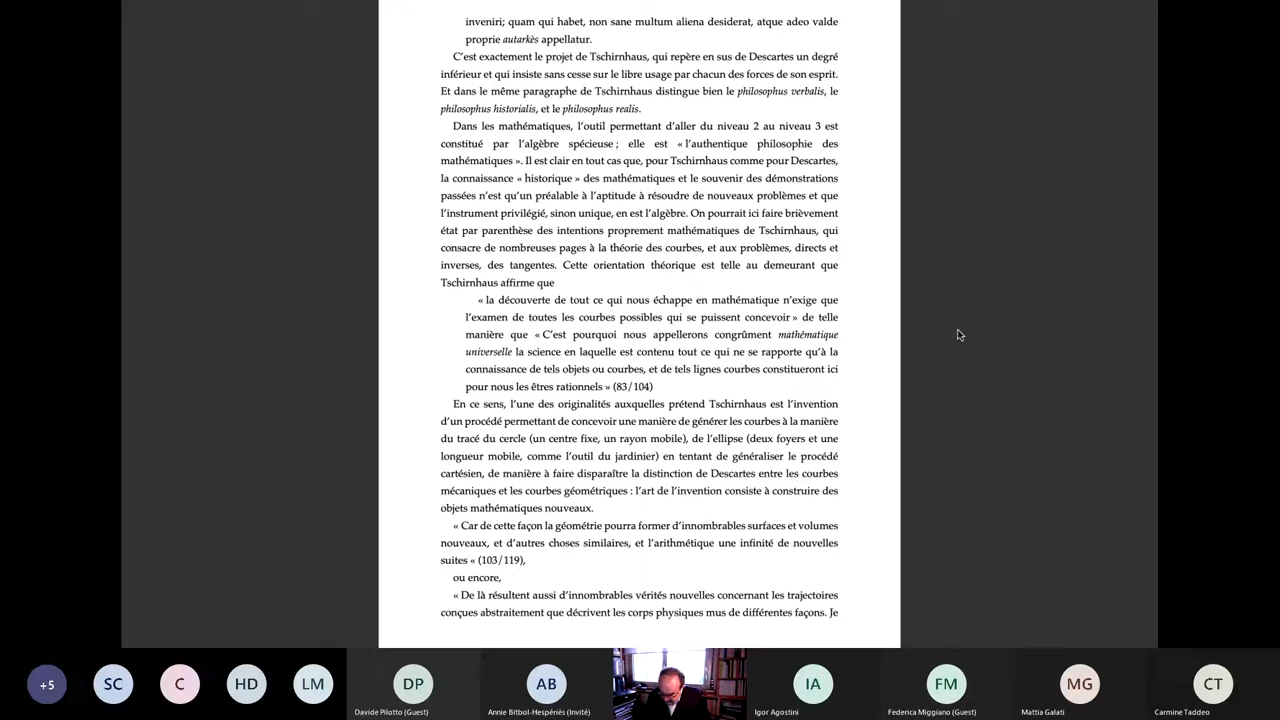 inveniri; quam qui habet, non sane multum aliena desiderat, atque adeo valde
proprie autarkès appellatur.
C’est exactement le projet de Tschirnhaus, qui repère en sus de Descartes un degré
inférieur et qui insiste sans cesse sur le libre usage par chacun des forces de son esprit.
Et dans le même paragraphe de Tschirnhaus distingue bien le philosophus verbalis, le
philosophus historialis, et le philosophus realis.
Dans les mathématiques, l’outil permettant d’aller du niveau 2 au niveau 3 est
constitué par l’algèbre spécieuse ; elle est « l’authentique philosophie des
mathématiques ». Il est clair en tout cas que, pour Tschirnhaus comme pour Descartes,
la connaissance « historique » des mathématiques et le souvenir des démonstrations
passées n’est qu’un préalable à l’aptitude à résoudre de nouveaux problèmes et que
l’instrument privilégié, sinon unique, en est l’algèbre. On pourrait ici faire brièvement
état par parenthèse des intentions proprement mathématiques de Tschirnhaus, qui
consacre de nombreuses pages à la théorie des courbes, et aux problèmes, directs et
inverses, des tangentes. Cette orientation théorique est telle au demeurant que
Tschirnhaus affirme que
« la découverte de tout ce qui nous échappe en mathématique n’exige que
l’examen de toutes les courbes possibles qui se puissent concevoir » de telle
manière que « C’est pourquoi nous appellerons congrûment mathématique
universelle la science en laquelle est contenu tout ce qui ne se rapporte qu’à la
connaissance de tels objets ou courbes, et de tels lignes courbes constitueront ici
pour nous les êtres rationnels » (83/104)
En ce sens, l’une des originalités auxquelles prétend Tschirnhaus est l’invention
d’un procédé permettant de concevoir une manière de générer les courbes à la manière
du tracé du cercle (un centre fixe, un rayon mobile), de l’ellipse (deux foyers et une
longueur mobile, comme l’outil du jardinier) en tentant de généraliser le procédé
cartésien, de manière à faire disparaître la distinction de Descartes entre les courbes
mécaniques et les courbes géométriques : l’art de l’invention consiste à construire des
objets mathématiques nouveaux.
« Car de cette façon la géométrie pourra former d’innombrables surfaces et volumes
nouveaux, et d’autres choses similaires, et l’arithmétique une infinité de nouvelles
suites « (103/119),
ou encore,
« De là résultent aussi d’innombrables vérités nouvelles concernant les trajectoires
conçues abstraitement que décrivent les corps physiques mus de différentes façons. Je
+5 SC C HD LM DP AB IA FM MG CT
Davide Pilotto (Guest) Annie Bitbol-Hespériès (Invité) Igor Agostini Federica Miggiano (Guest) Mattia Galati Carmine Taddeo